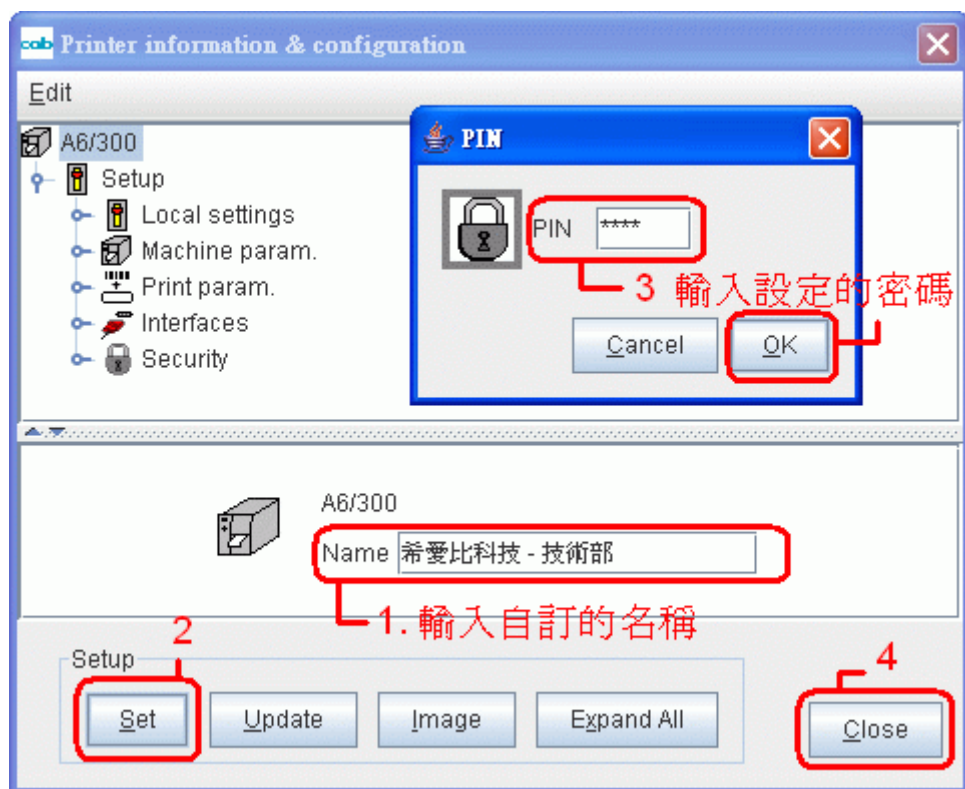 cab Printer information & configuration
Edit
A6/300
Setup
Local settings
Machine param.
Print param.
Interfaces
Security
PIN
PIN ****
3 輸入設定的密碼
Cancel OK
A6/300
Name 希愛比科技 - 技術部
1. 輸入自訂的名稱
2
Setup
4
Set Update Image Expand All
Close